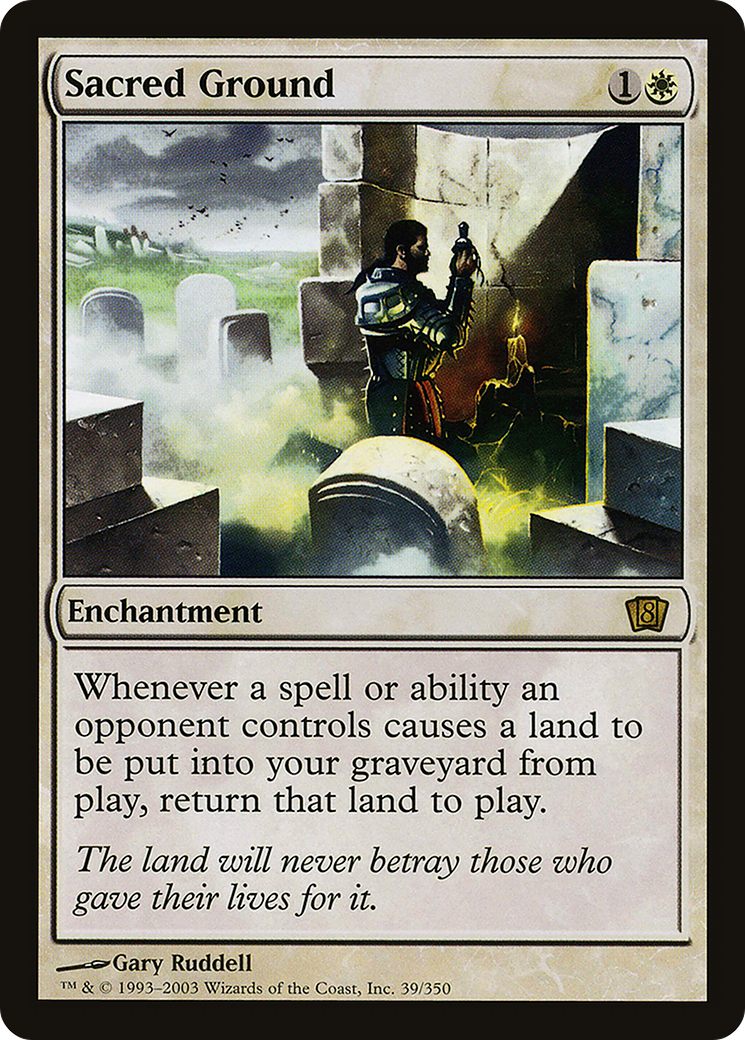 Sacred Ground 1
Enchantment 8
Whenever a spell or ability an
opponent controls causes a land to
be put into your graveyard from
play, return that land to play.
The land will never betray those who
gave their lives for it.
Gary Ruddell
™ & © 1993–2003 Wizards of the Coast, Inc. 39/350